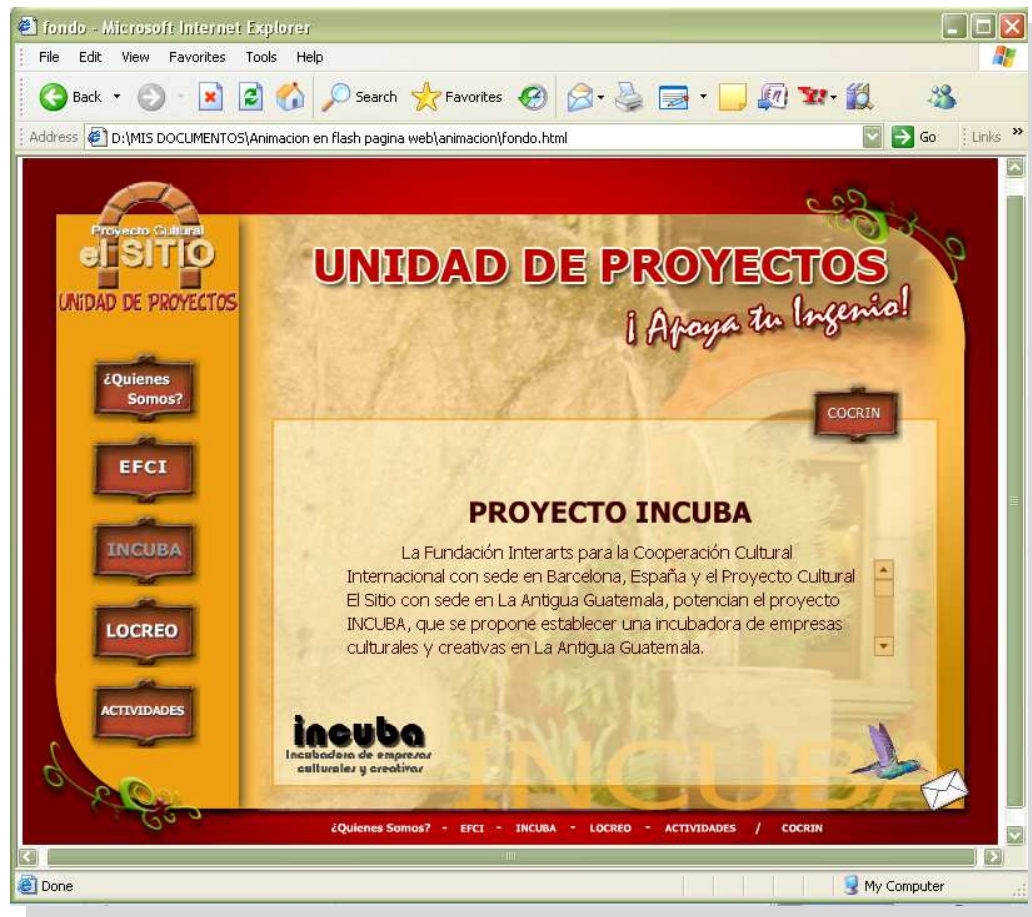 fondo - Microsoft Internet Explorer
File Edit View Favorites Tools Help
Back Search Favorites
Address D:\MIS DOCUMENTOS\Animacion en flash pagina web\animacion\fondo.html Go Links »
Proyecto Cultural
el SITIO
UNiDAD DE PROYECTOS
UNIDAD DE PROYECTOS
¡ Apoya tu Ingenio!
¿Quienes
Somos?
EFCI
INCUBA
LOCREO
ACTIVIDADES
COCRIN
PROYECTO INCUBA
La Fundación Interarts para la Cooperación Cultural
Internacional con sede en Barcelona, España y el Proyecto Cultural
El Sitio con sede en La Antigua Guatemala, potencian el proyecto
INCUBA, que se propone establecer una incubadora de empresas
culturales y creativas en La Antigua Guatemala.
incuba
Incubadora de empresas
culturales y creativas
INCUBA
¿Quienes Somos? - EFCI - INCUBA - LOCREO - ACTIVIDADES / COCRIN
Done My Computer